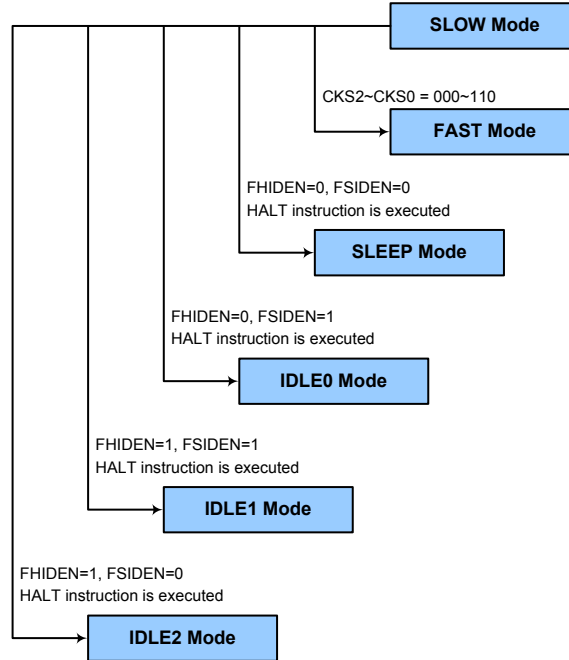 SLOW Mode
CKS2~CKS0 = 000~110
FAST Mode
FHIDEN=0, FSIDEN=0
HALT instruction is executed
SLEEP Mode
FHIDEN=0, FSIDEN=1
HALT instruction is executed
IDLE0 Mode
FHIDEN=1, FSIDEN=1
HALT instruction is executed
IDLE1 Mode
FHIDEN=1, FSIDEN=0
HALT instruction is executed
IDLE2 Mode